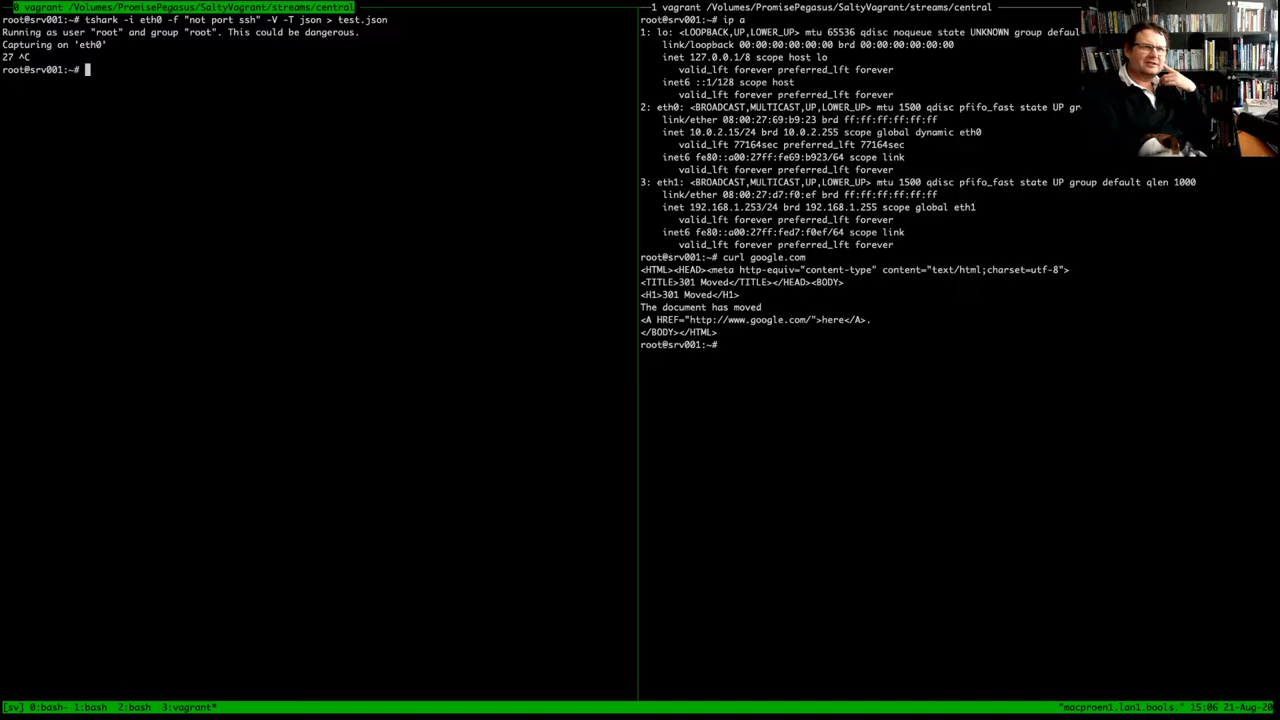 0 vagrant /Volumes/PromisePegasus/SaltyVagrant/streams/central
root@srv001:~# tshark -i eth0 -f "not port ssh" -V -T json > test.json
Running as user "root" and group "root". This could be dangerous.
Capturing on 'eth0'
27 ^C
root@srv001:~#
1 vagrant /Volumes/PromisePegasus/SaltyVagrant/streams/central
root@srv001:~# ip a
1: lo: <LOOPBACK,UP,LOWER_UP> mtu 65536 qdisc noqueue state UNKNOWN group defaul
link/loopback 00:00:00:00:00:00 brd 00:00:00:00:00:00
inet 127.0.0.1/8 scope host lo
valid_lft forever preferred_lft forever
inet6 ::1/128 scope host
valid_lft forever preferred_lft forever
2: eth0: <BROADCAST,MULTICAST,UP,LOWER_UP> mtu 1500 qdisc pfifo_fast state UP gr
link/ether 08:00:27:69:b9:23 brd ff:ff:ff:ff:ff:ff
inet 10.0.2.15/24 brd 10.0.2.255 scope global dynamic eth0
valid_lft 77164sec preferred_lft 77164sec
inet6 fe80::a00:27ff:fe69:b923/64 scope link
valid_lft forever preferred_lft forever
3: eth1: <BROADCAST,MULTICAST,UP,LOWER_UP> mtu 1500 qdisc pfifo_fast state UP group default qlen 1000
link/ether 08:00:27:d7:f0:ef brd ff:ff:ff:ff:ff:ff
inet 192.168.1.253/24 brd 192.168.1.255 scope global eth1
valid_lft forever preferred_lft forever
inet6 fe80::a00:27ff:fed7:f0ef/64 scope link
valid_lft forever preferred_lft forever
root@srv001:~# curl google.com
<HTML><HEAD><meta http-equiv="content-type" content="text/html;charset=utf-8">
<TITLE>301 Moved</TITLE></HEAD><BODY>
<H1>301 Moved</H1>
The document has moved
<A HREF="http://www.google.com/">here</A>.
</BODY></HTML>
root@srv001:~#
[sv] 0:bash- 1:bash 2:bash 3:vagrant* "macproen1.lan1.bools." 15:06 21-Aug-20